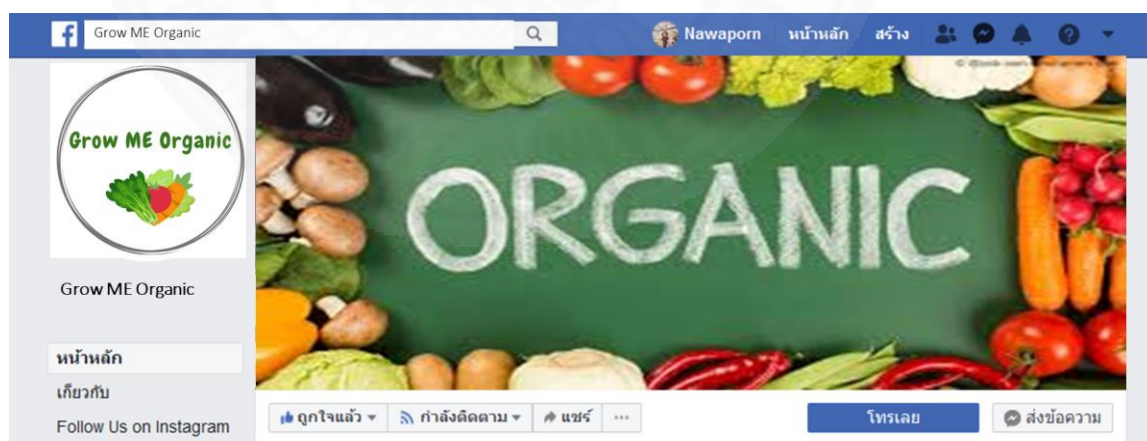 Grow ME Organic
Nawaporn หน้าหลัก สร้าง
Grow ME Organic
ORGANIC
Grow ME Organic
หน้าหลัก
เกี่ยวกับ
Follow Us on Instagram
ถูกใจแล้ว กำลังติดตาม แชร์ ...
โทรเลย ส่งข้อความ